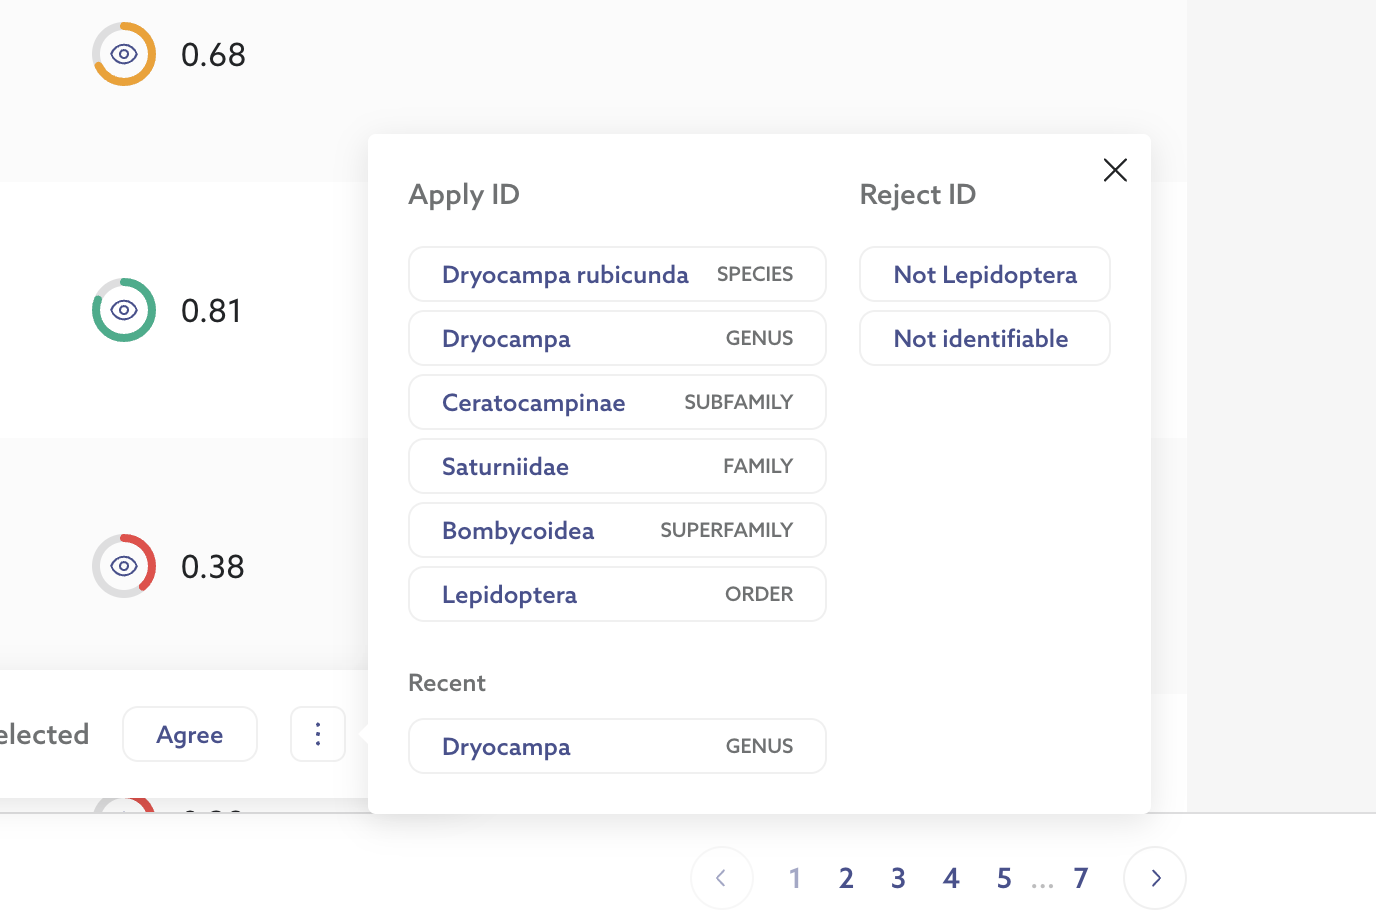 0.68
0.81
0.38
Apply ID
Dryocampa rubicunda SPECIES
Dryocampa GENUS
Ceratocampinae SUBFAMILY
Saturniidae FAMILY
Bombycoidea SUPERFAMILY
Lepidoptera ORDER
Recent
Dryocampa GENUS
Reject ID
Not Lepidoptera
Not identifiable
elected Agree
1 2 3 4 5 ... 7